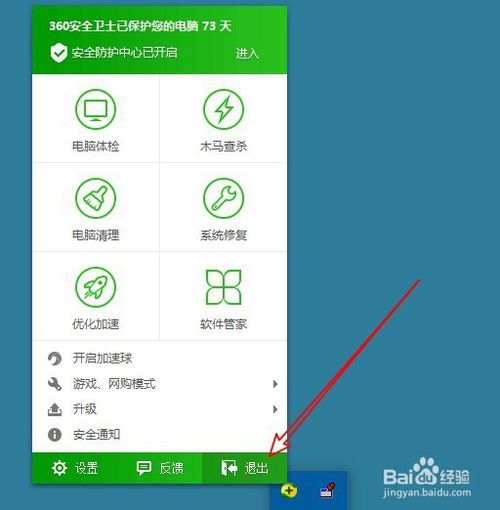 360安全卫士已保护您的电脑 73 天
安全防护中心已开启 进入
电脑体检 木马查杀
电脑清理 系统修复
优化加速 软件管家
开启加速球
游戏、网购模式
升级
安全通知
设置 反馈 退出
Baidu经验
jingyan.baidu.com